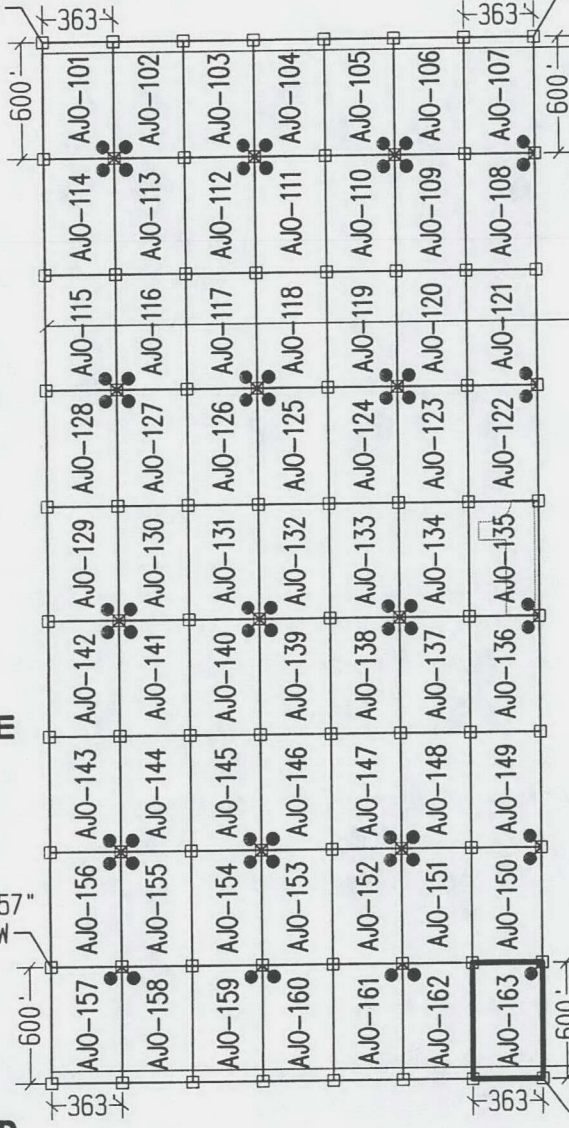 363' 363'
600' 600'
AJO-101 AJO-102 AJO-103 AJO-104 AJO-105 AJO-106 AJO-107
AJO-114 AJO-113 AJO-112 AJO-111 AJO-110 AJO-109 AJO-108
AJO-115 AJO-116 AJO-117 AJO-118 AJO-119 AJO-120 AJO-121
AJO-128 AJO-127 AJO-126 AJO-125 AJO-124 AJO-123 AJO-122
AJO-129 AJO-130 AJO-131 AJO-132 AJO-133 AJO-134 AJO-135
AJO-142 AJO-141 AJO-140 AJO-139 AJO-138 AJO-137 AJO-136
E
AJO-143 AJO-144 AJO-145 AJO-146 AJO-147 AJO-148 AJO-149
57"
W
AJO-156 AJO-155 AJO-154 AJO-153 AJO-152 AJO-151 AJO-150
600' AJO-157 AJO-158 AJO-159 AJO-160 AJO-161 AJO-162 AJO-163 600'
363' 363'